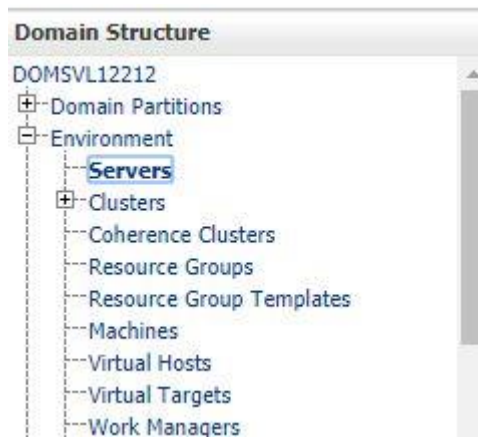 Domain Structure
DOMSVL12212
Domain Partitions
Environment
Servers
Clusters
Coherence Clusters
Resource Groups
Resource Group Templates
Machines
Virtual Hosts
Virtual Targets
Work Managers